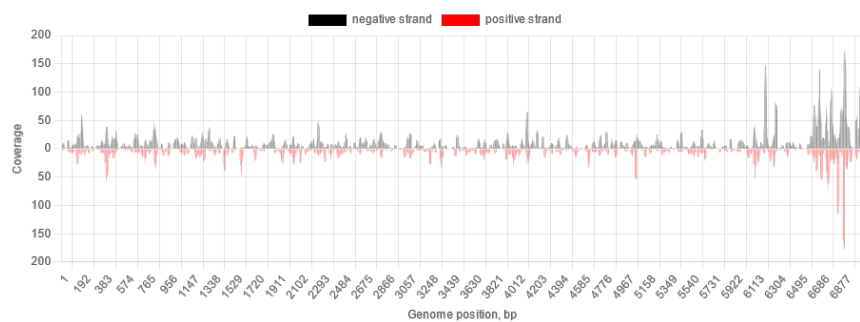 negative strand positive strand
200
150
100
50
0
50
100
150
200
Coverage
1 192 383 574 765 956 1147 1338 1529 1720 1911 2102 2293 2484 2675 2866 3057 3248 3439 3630 3821 4012 4203 4394 4585 4776 4967 5158 5349 5540 5731 5922 6113 6304 6495 6686 6877
Genome position, bp